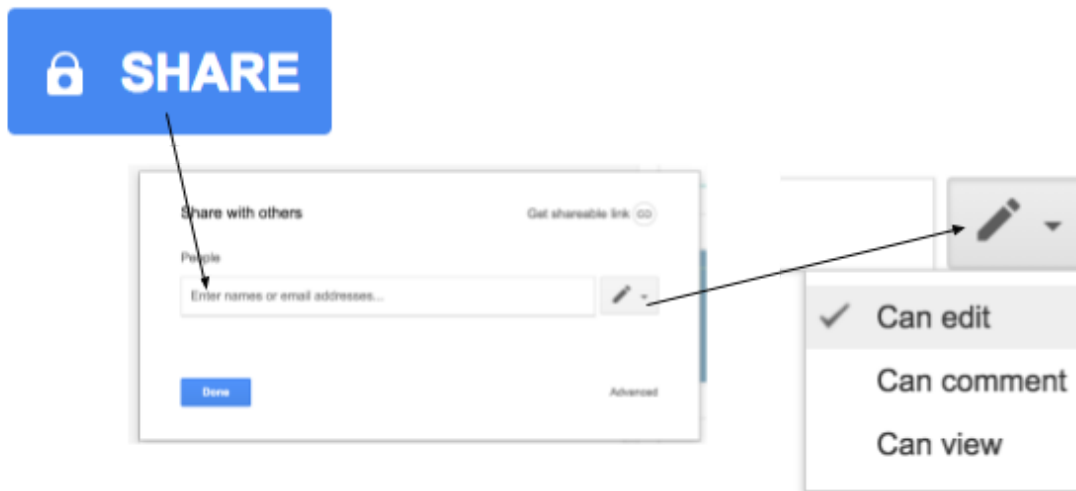 SHARE
Share with others
Get shareable link
People
Enter names or email addresses...
Done
Advanced
Can edit
Can comment
Can view